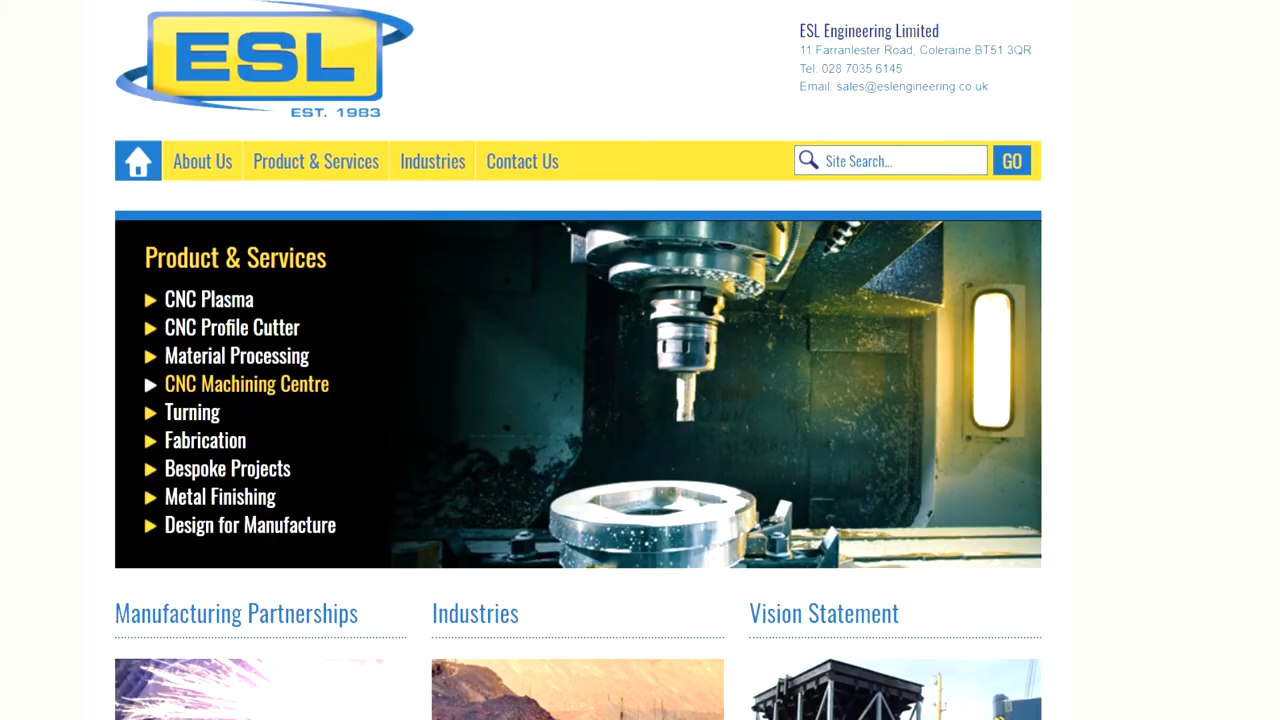 ESL
EST. 1983
ESL Engineering Limited
11 Farranlester Road, Coleraine BT51 3QR
Tel: 028 7035 6145
Email: sales@eslengineering.co.uk
About Us
Product & Services
Industries
Contact Us
Site Search...
GO
Product & Services
CNC Plasma
CNC Profile Cutter
Material Processing
CNC Machining Centre
Turning
Fabrication
Bespoke Projects
Metal Finishing
Design for Manufacture
Manufacturing Partnerships
Industries
Vision Statement